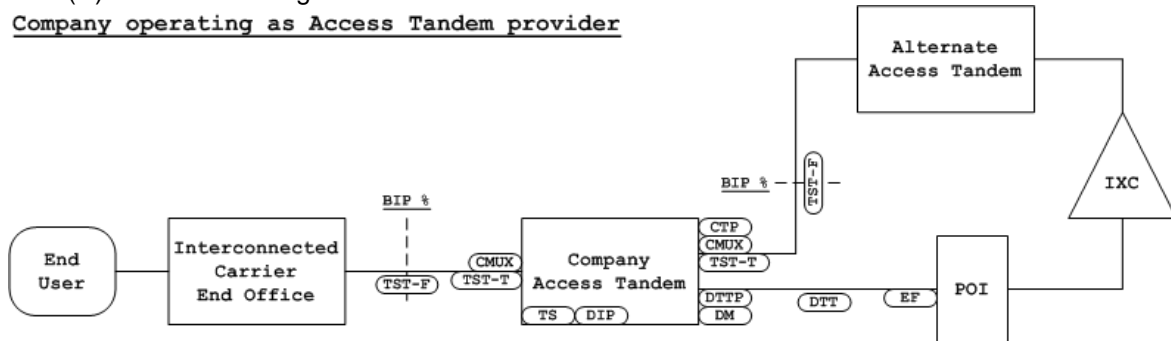 Company operating as Access Tandem provider
Alternate
Access Tandem
BIP %
TST-F
IXC
BIP %
End
User
Interconnected
Carrier
End Office
TST-F
CMUX
TST-T
Company
Access Tandem
TS
DIP
CTP
CMUX
TST-T
DTTP
DM
DTT
EF
POI